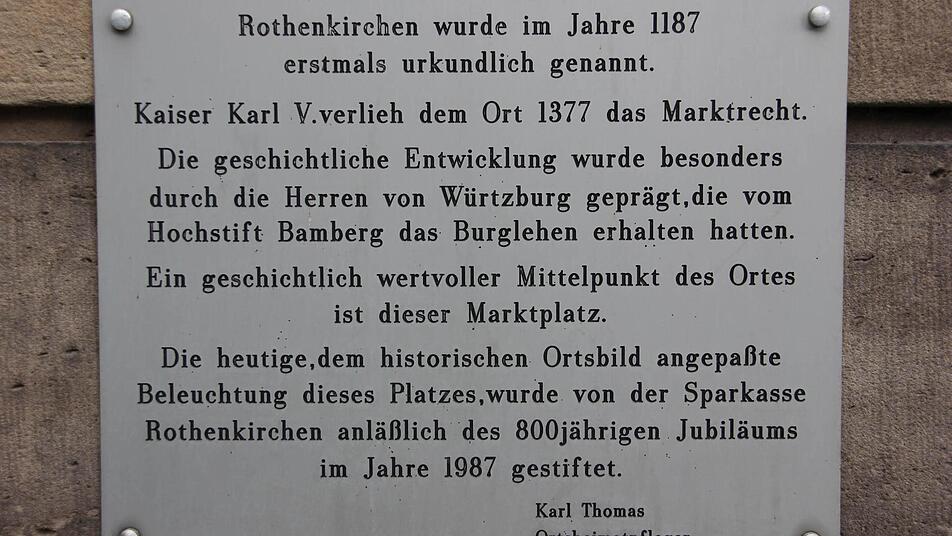 Rothenkirchen wurde im Jahre 1187
erstmals urkundlich genannt.
Kaiser Karl V.verlieh dem Ort 1377 das Marktrecht.
Die geschichtliche Entwicklung wurde besonders
durch die Herren von Würtzburg geprägt,die vom
Hochstift Bamberg das Burglehen erhalten hatten.
Ein geschichtlich wertvoller Mittelpunkt des Ortes
ist dieser Marktplatz.
Die heutige,dem historischen Ortsbild angepaßte
Beleuchtung dieses Platzes,wurde von der Sparkasse
Rothenkirchen anläßlich des 800jährigen Jubiläums
im Jahre 1987 gestiftet.
Karl Thomas